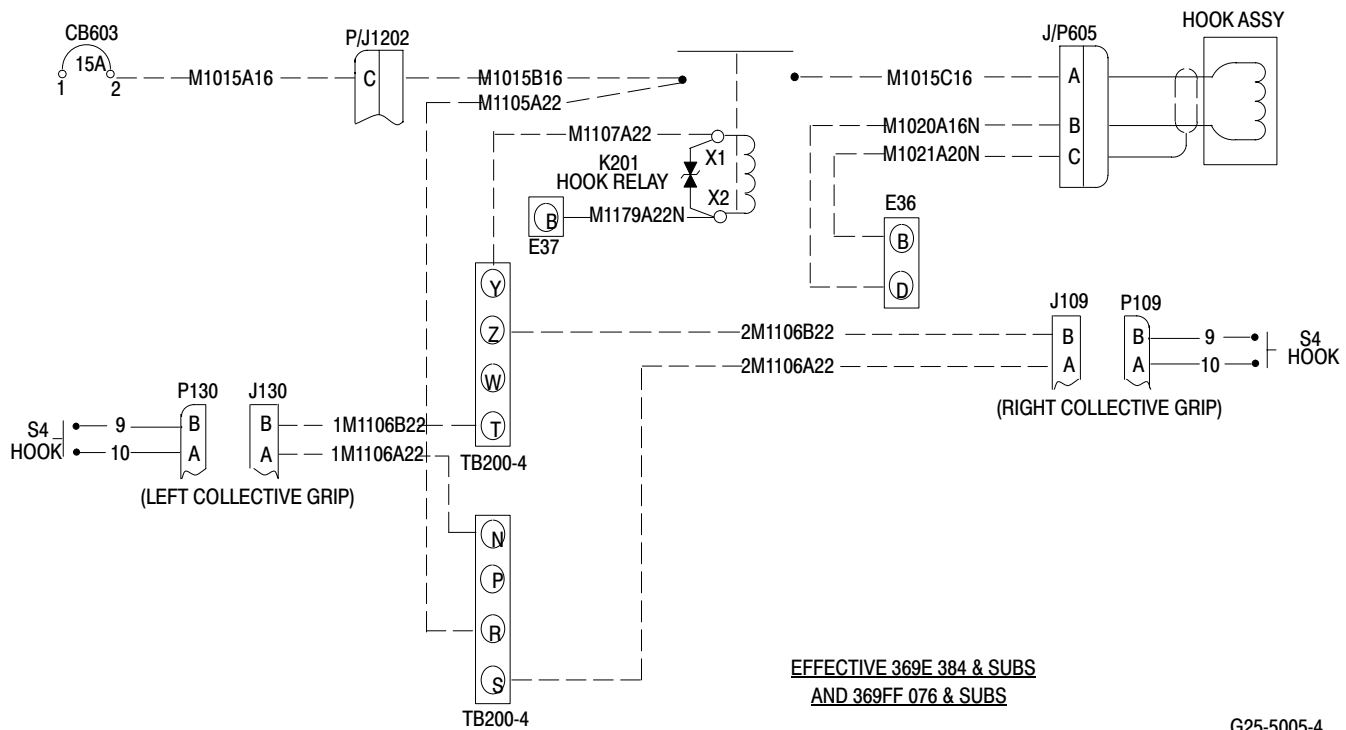 CB603
15A
1
2
M1015A16
P/J1202
C
M1015B16
M1105A22
M1107A22
K201
HOOK RELAY
X1
X2
B
M1179A22N
E37
M1015C16
M1020A16N
M1021A20N
J/P605
A
B
C
HOOK ASSY
E36
B
D
Y
Z
W
T
TB200-4
2M1106B22
2M1106A22
J109
B
A
P109
B
A
9
10
S4
HOOK
(RIGHT COLLECTIVE GRIP)
S4
HOOK
9
10
P130
B
A
J130
B
A
1M1106B22
1M1106A22
(LEFT COLLECTIVE GRIP)
N
P
R
S
TB200-4
EFFECTIVE 369E 384 & SUBS
AND 369FF 076 & SUBS
G25-5005-4